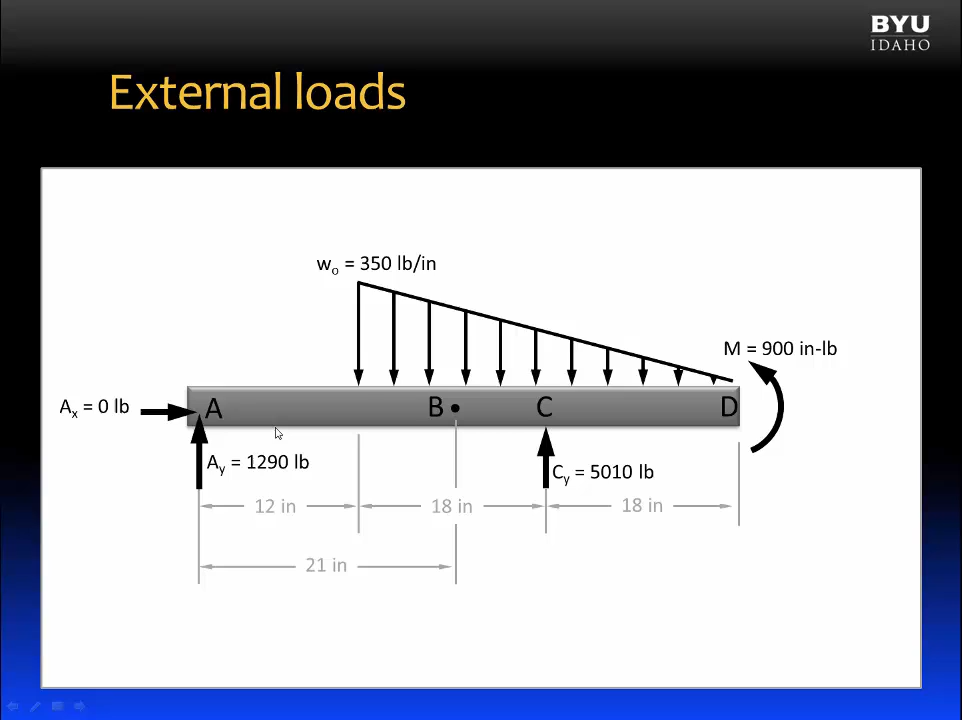 BYU
IDAHO
External loads
wₒ = 350 lb/in
M = 900 in-lb
Aₓ = 0 lb
A
B
C
D
Aᵧ = 1290 lb
Cᵧ = 5010 lb
12 in
18 in
18 in
21 in